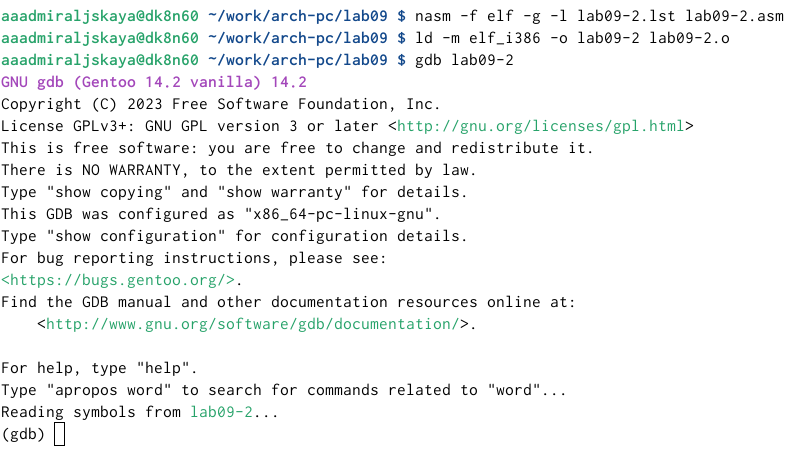 aaadmiraljskaya@dk8n60 ~/work/arch-pc/lab09 $ nasm -f elf -g -l lab09-2.lst lab09-2.asm
aaadmiraljskaya@dk8n60 ~/work/arch-pc/lab09 $ ld -m elf_i386 -o lab09-2 lab09-2.o
aaadmiraljskaya@dk8n60 ~/work/arch-pc/lab09 $ gdb lab09-2
GNU gdb (Gentoo 14.2 vanilla) 14.2
Copyright (C) 2023 Free Software Foundation, Inc.
License GPLv3+: GNU GPL version 3 or later <http://gnu.org/licenses/gpl.html>
This is free software: you are free to change and redistribute it.
There is NO WARRANTY, to the extent permitted by law.
Type "show copying" and "show warranty" for details.
This GDB was configured as "x86_64-pc-linux-gnu".
Type "show configuration" for configuration details.
For bug reporting instructions, please see:
<https://bugs.gentoo.org/>.
Find the GDB manual and other documentation resources online at:
    <http://www.gnu.org/software/gdb/documentation/>.

For help, type "help".
Type "apropos word" to search for commands related to "word"...
Reading symbols from lab09-2...
(gdb)